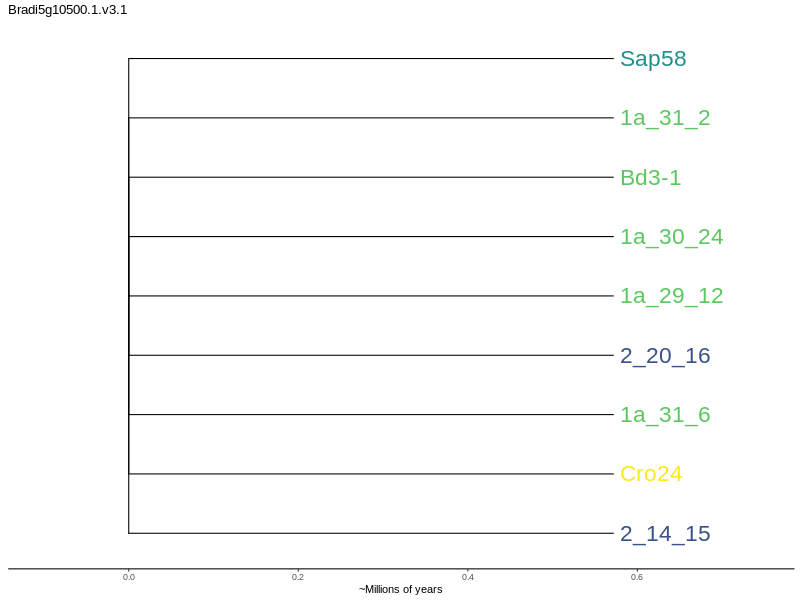 Bradi5g10500.1.v3.1
Sap58
1a_31_2
Bd3-1
1a_30_24
1a_29_12
2_20_16
1a_31_6
Cro24
2_14_15
0.0 0.2 0.4 0.6
~Millions of years